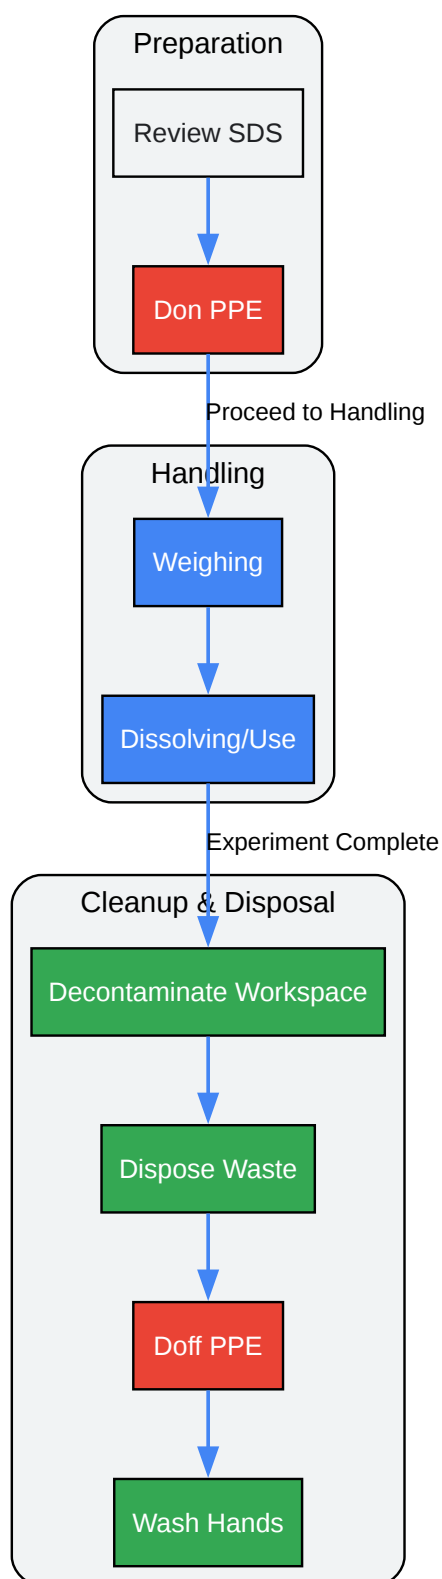 Preparation
Review SDS
Don PPE
Proceed to Handling
Handling
Weighing
Dissolving/Use
Experiment Complete
Cleanup & Disposal
Decontaminate Workspace
Dispose Waste
Doff PPE
Wash Hands